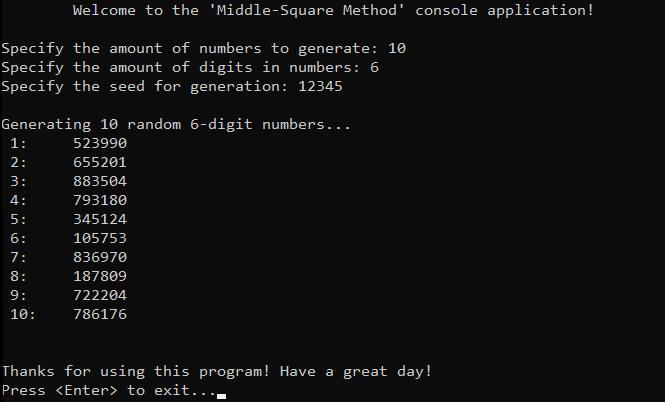 Welcome to the 'Middle-Square Method' console application!
Specify the amount of numbers to generate: 10
Specify the amount of digits in numbers: 6
Specify the seed for generation: 12345
Generating 10 random 6-digit numbers...
1: 523990
2: 655201
3: 883504
4: 793180
5: 345124
6: 105753
7: 836970
8: 187809
9: 722204
10: 786176
Thanks for using this program! Have a great day!
Press <Enter> to exit...